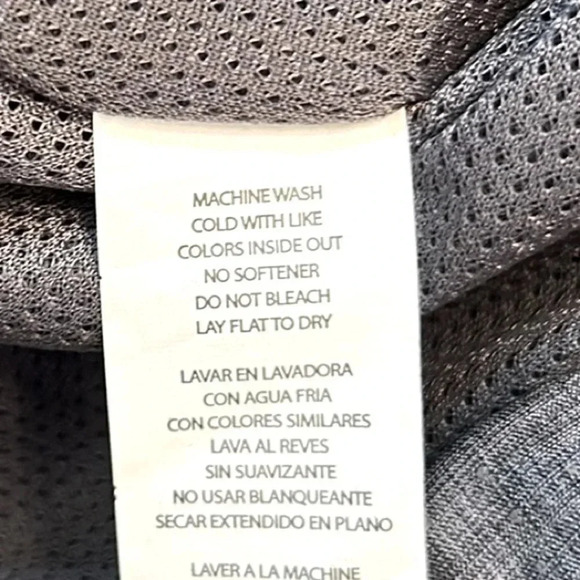 MACHINE WASH
COLD WITH LIKE
COLORS INSIDE OUT
NO SOFTENER
DO NOT BLEACH
LAY FLAT TO DRY
LAVAR EN LAVADORA
CON AGUA FRIA
CON COLORES SIMILARES
LAVA AL REVES
SIN SUAVIZANTE
NO USAR BLANQUEANTE
SECAR EXTENDIDO EN PLANO
LAVER A LA MACHINE